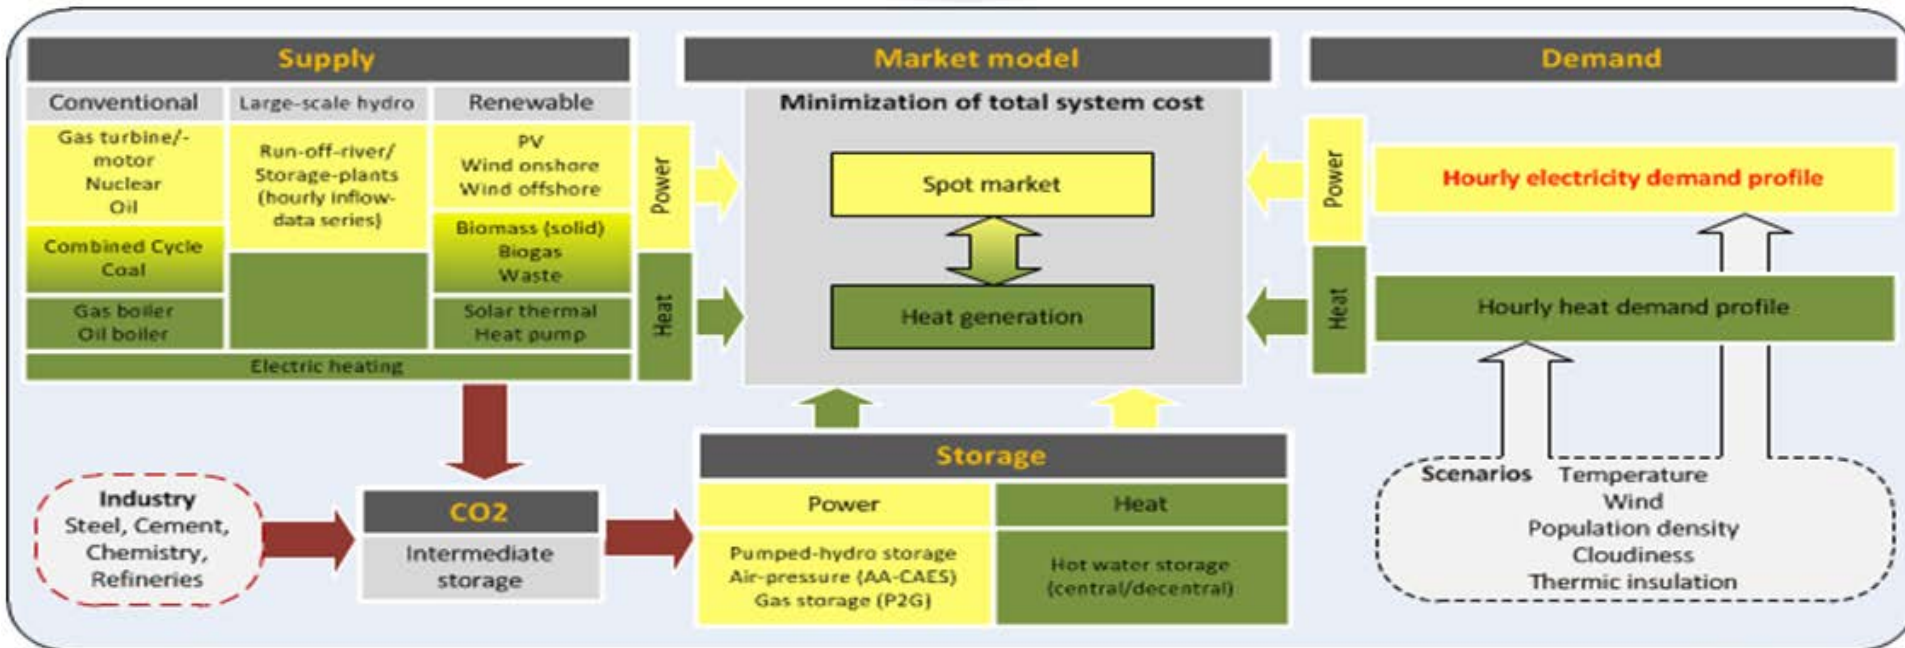 Supply
Conventional
Large-scale hydro
Renewable
Gas turbine/-
motor
Nuclear
Oil
Combined Cycle
Coal
Gas boiler
Oil boiler
Run-off-river/
Storage-plants
(hourly inflow-
data series)
PV
Wind onshore
Wind offshore
Biomass (solid)
Biogas
Waste
Solar thermal
Heat pump
Electric heating
Power
Heat
Market model
Minimization of total system cost
Spot market
Heat generation
Demand
Power
Heat
Hourly electricity demand profile
Hourly heat demand profile
Industry
Steel, Cement,
Chemistry,
Refineries
CO2
Intermediate
storage
Storage
Power
Heat
Pumped-hydro storage
Air-pressure (AA-CAES)
Gas storage (P2G)
Hot water storage
(central/decentral)
Scenarios
Temperature
Wind
Population density
Cloudiness
Thermic insulation